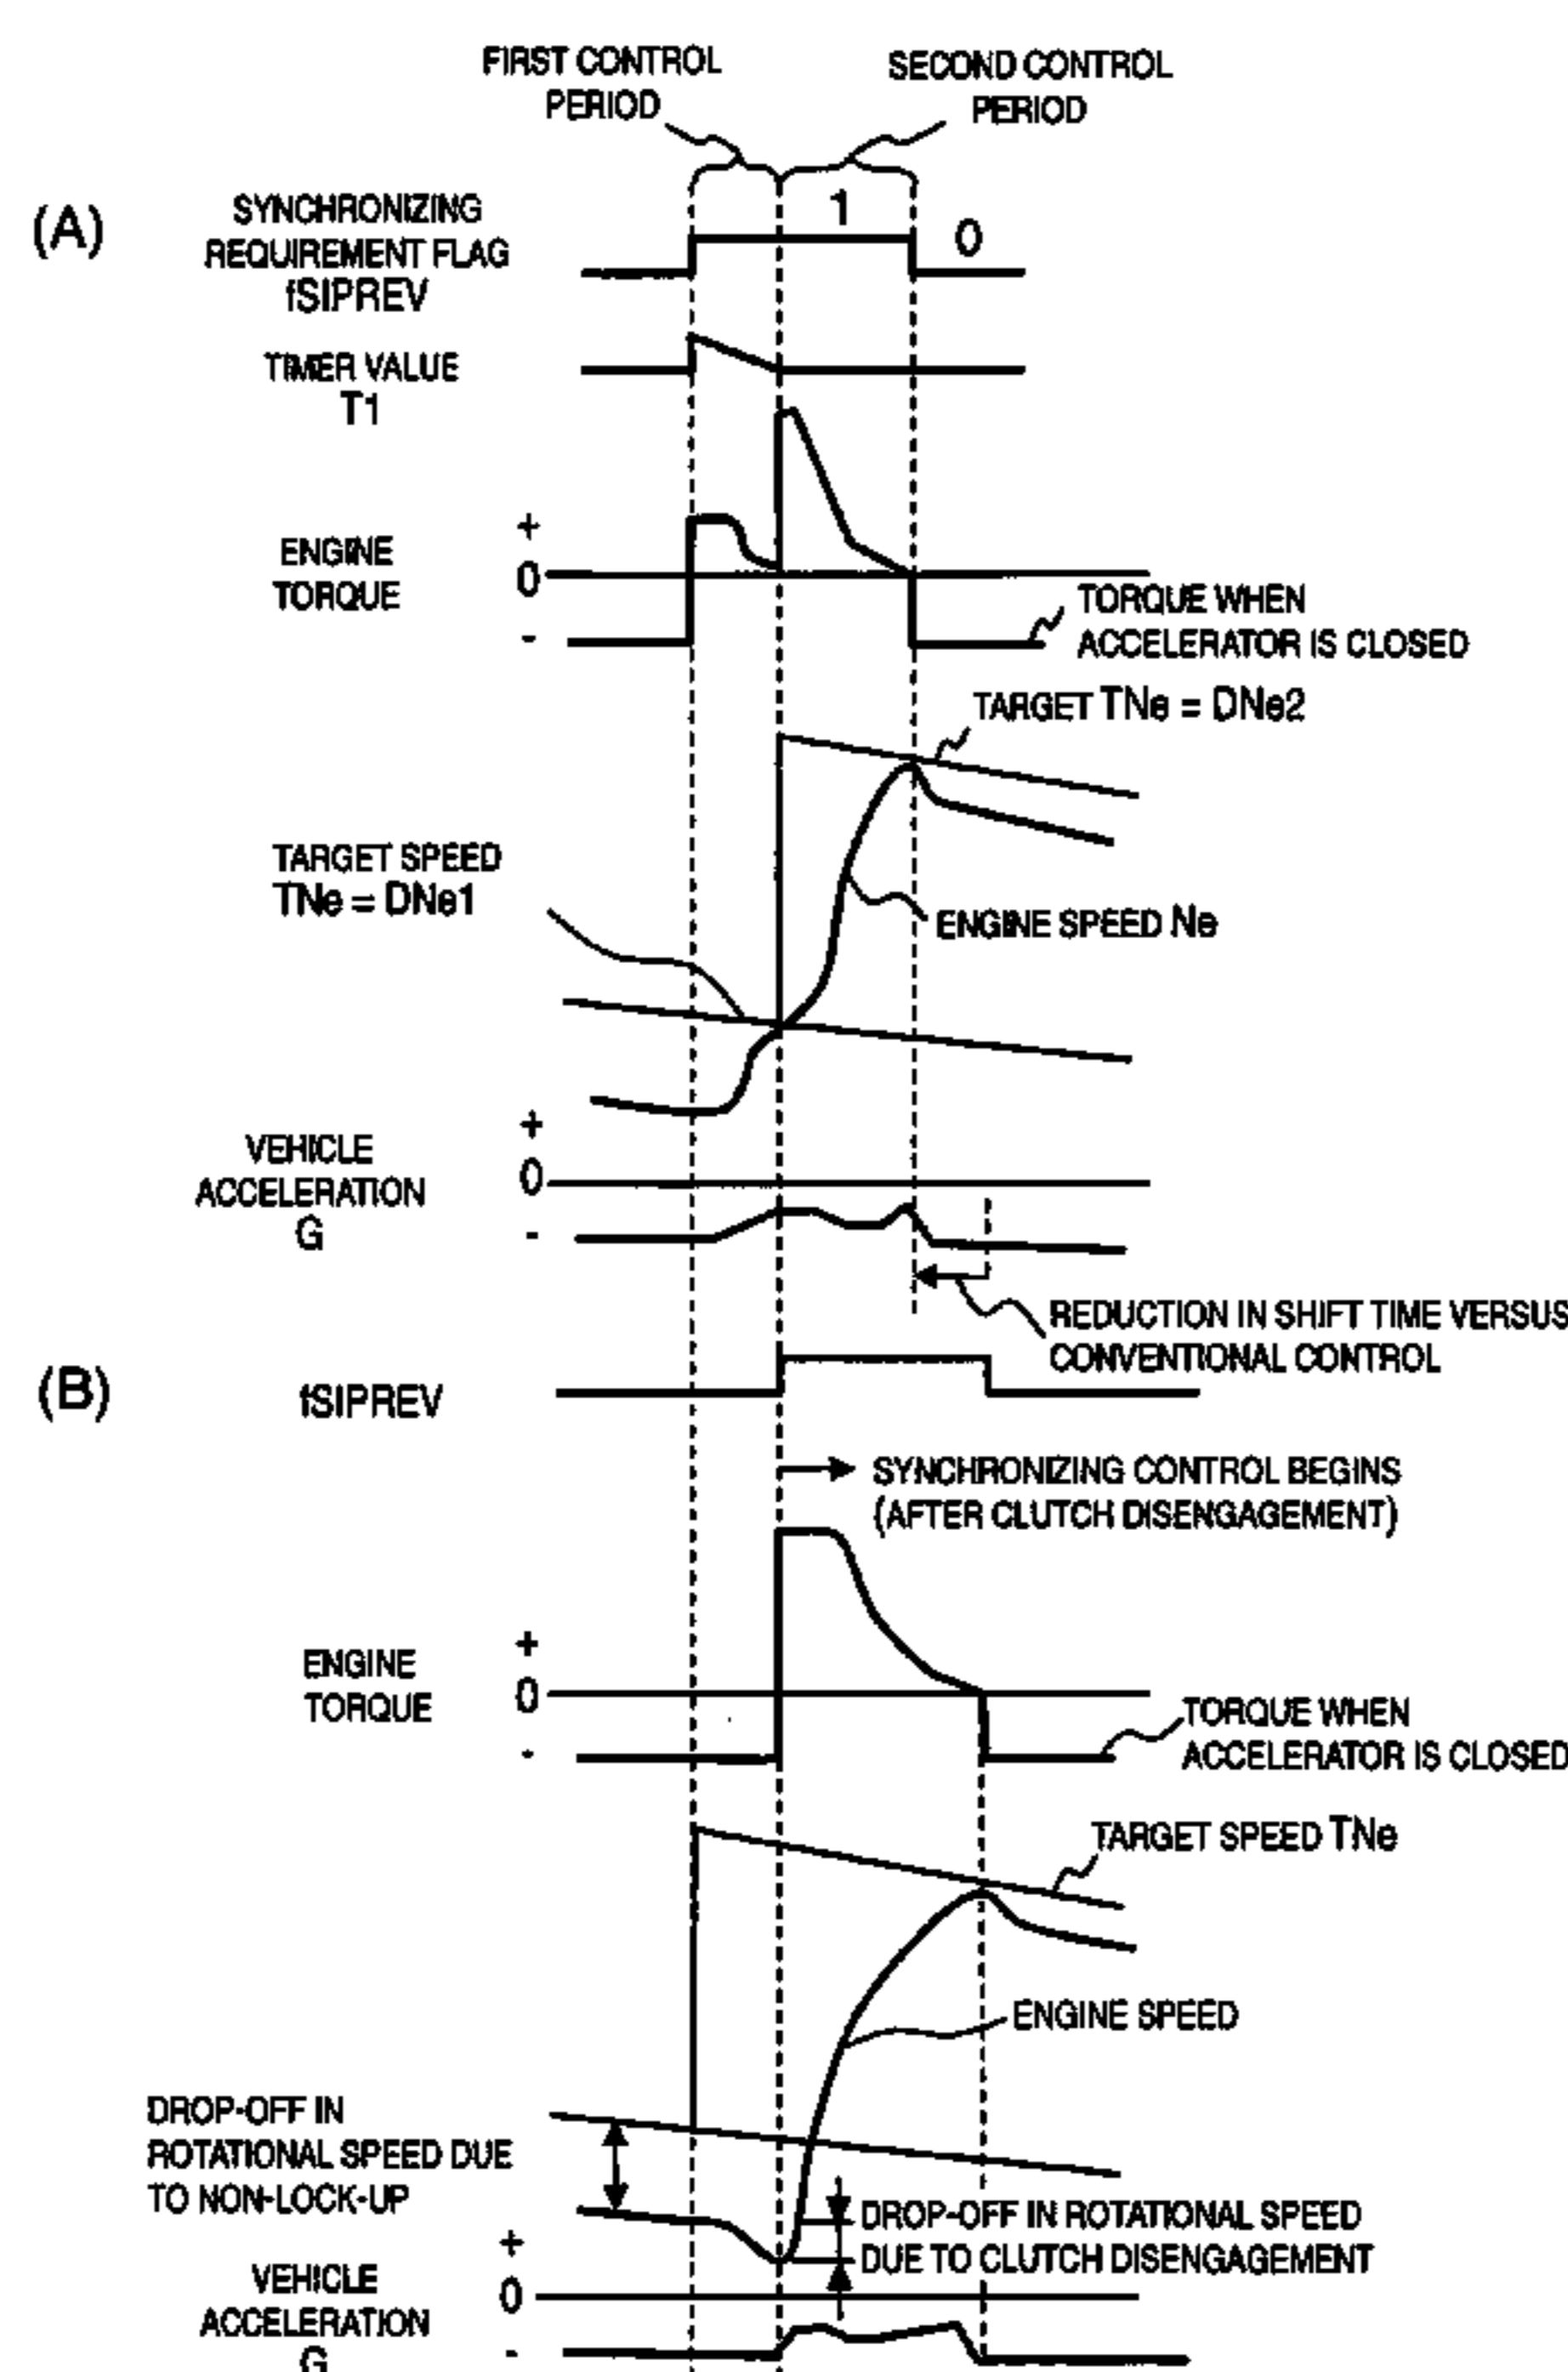 FIRST CONTROL
PERIOD
SECOND CONTROL
PERIOD
(A)
SYNCHRONIZING
REQUIREMENT FLAG
fSIPREV
1
0
TIMER VALUE
T1
ENGINE
TORQUE
+
0
-
TORQUE WHEN
ACCELERATOR IS CLOSED
TARGET TNe = DNe2
TARGET SPEED
TNe = DNe1
ENGINE SPEED Ne
VEHICLE
ACCELERATION
G
+
0
-
REDUCTION IN SHIFT TIME VERSUS
CONVENTIONAL CONTROL
(B)
fSIPREV
SYNCHRONIZING CONTROL BEGINS
(AFTER CLUTCH DISENGAGEMENT)
ENGINE
TORQUE
+
0
-
TORQUE WHEN
ACCELERATOR IS CLOSED
TARGET SPEED TNe
ENGINE SPEED
DROP-OFF IN
ROTATIONAL SPEED DUE
TO NON-LOCK-UP
DROP-OFF IN ROTATIONAL SPEED
DUE TO CLUTCH DISENGAGEMENT
VEHICLE
ACCELERATION
G
+
0
-